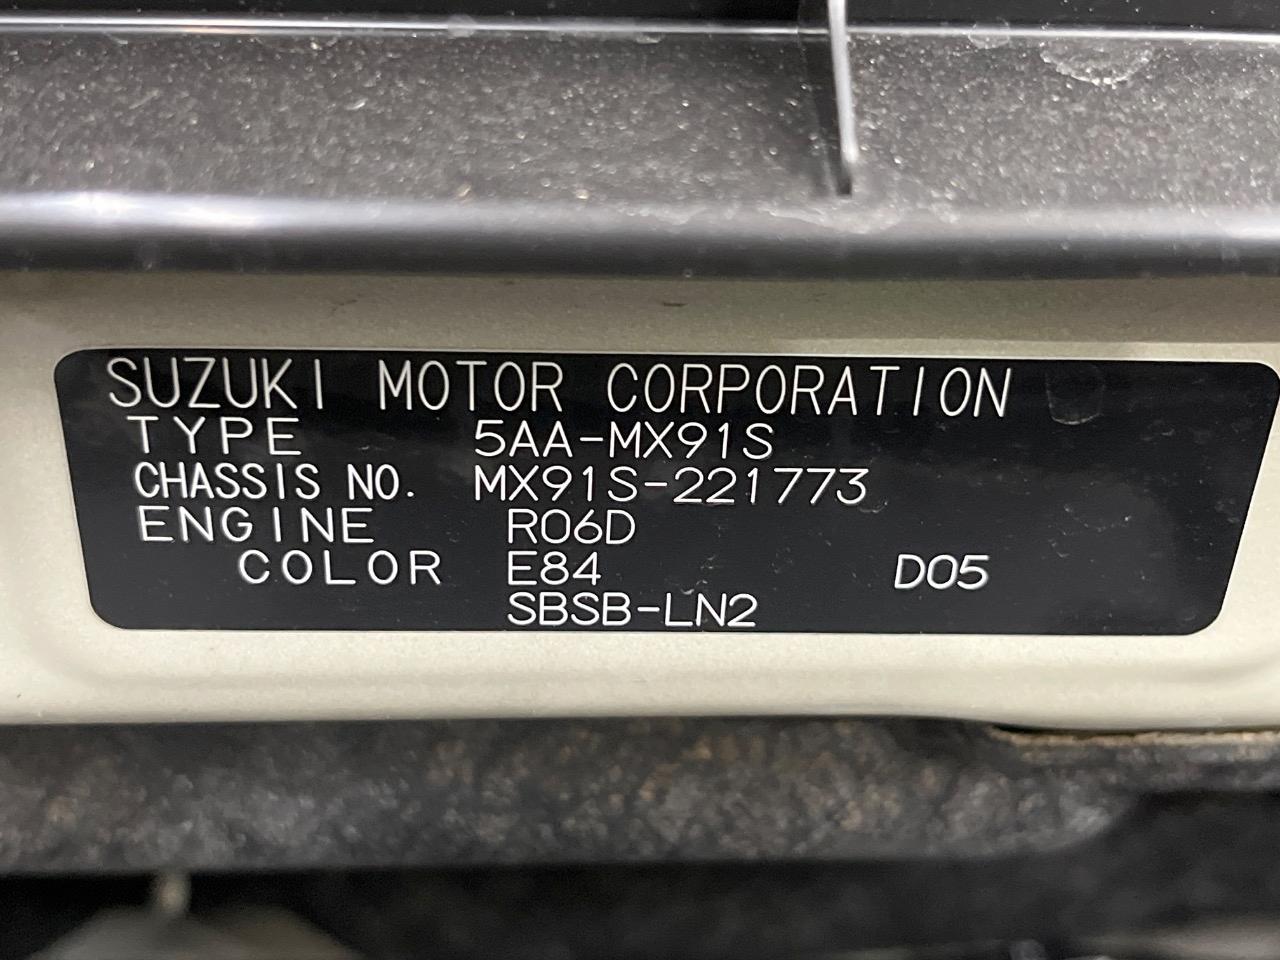 SUZUKI MOTOR CORPORATION
TYPE 5AA-MX91S
CHASSIS NO. MX91S-221773
ENGINE R06D
COLOR E84 D05
SBSB-LN2